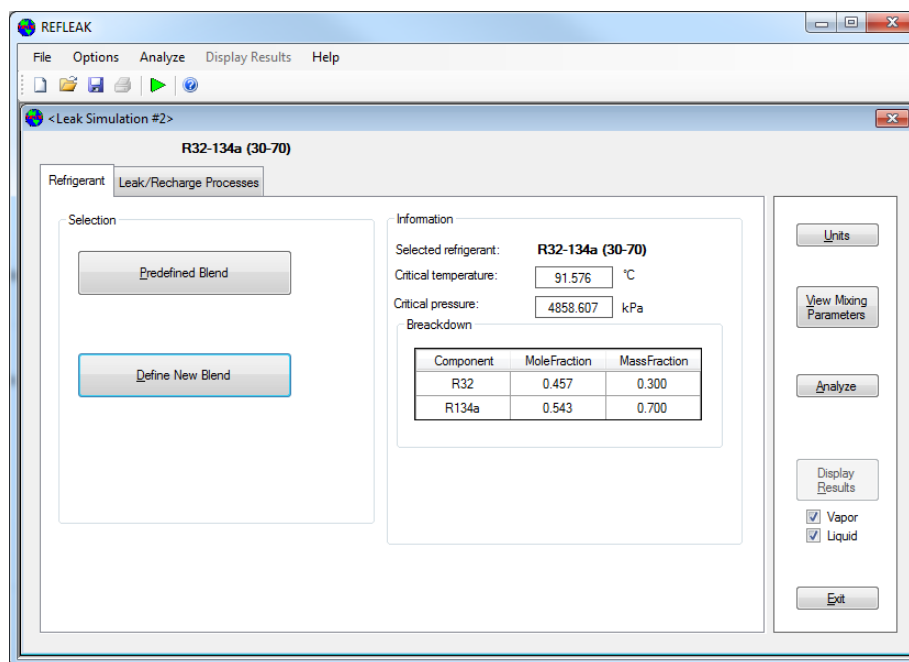 REFLEAK
File Options Analyze Display Results Help
<Leak Simulation #2>
R32-134a (30-70)
Refrigerant Leak/Recharge Processes
Selection
Predefined Blend
Define New Blend
Information
Selected refrigerant: R32-134a (30-70)
Critical temperature: 91.576 °C
Critical pressure: 4858.607 kPa
Breackdown
Component MoleFraction MassFraction
R32 0.457 0.300
R134a 0.543 0.700
Units
View Mixing
Parameters
Analyze
Display
Results
Vapor
Liquid
Exit